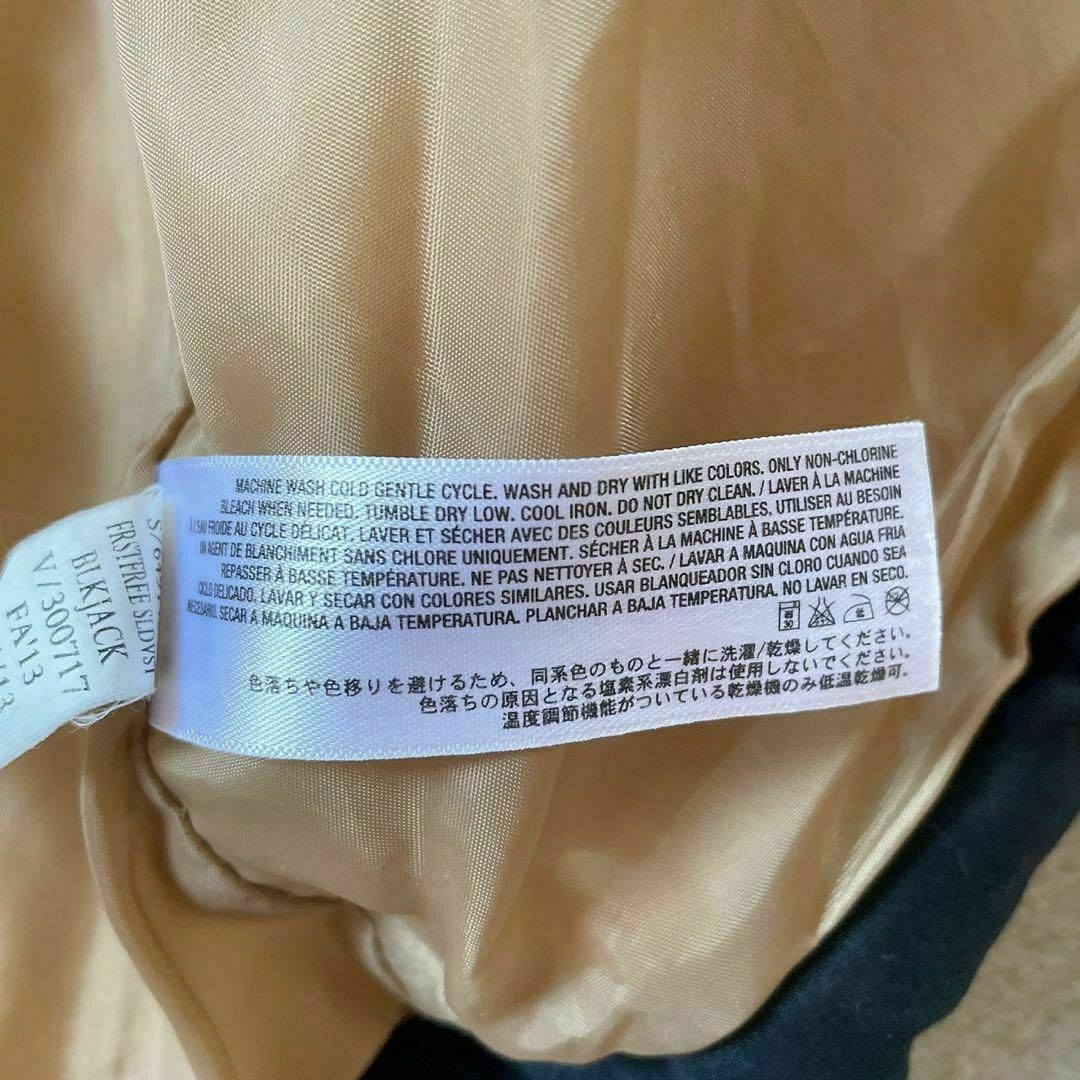 MACHINE WASH COLD GENTLE CYCLE. WASH AND DRY WITH LIKE COLORS. ONLY NON-CHLORINE
BLEACH WHEN NEEDED. TUMBLE DRY LOW. COOL IRON. DO NOT DRY CLEAN. / LAVER À LA MACHINE
À L'EAU FROIDE AU CYCLE DÉLICAT. LAVER ET SÉCHER AVEC DES COULEURS SEMBLABLES. UTILISER AU BESOIN
UN AGENT DE BLANCHIMENT SANS CHLORE UNIQUEMENT. SÉCHER À LA MACHINE À BASSE TEMPÉRATURE.
REPASSER À BASSE TEMPÉRATURE. NE PAS NETTOYER À SEC. / LAVAR A MAQUINA CON AGUA FRIA
CICLO DELICADO. LAVAR Y SECAR CON COLORES SIMILARES. USAR BLANQUEADOR SIN CLORO CUANDO SEA
NECESARIO. SECAR A MAQUINA A BAJA TEMPERATURA. PLANCHAR A BAJA TEMPERATURA. NO LAVAR EN SECO.
30 低
色落ちや色移りを避けるため、同系色のものと一緒に洗濯/乾燥してください。
色落ちの原因となる塩素系漂白剤は使用しないでください。
温度調節機能がついている乾燥機のみ低温乾燥可。
FIRSTFREE SLDVST
BLKJACK
V/300717
FA'13